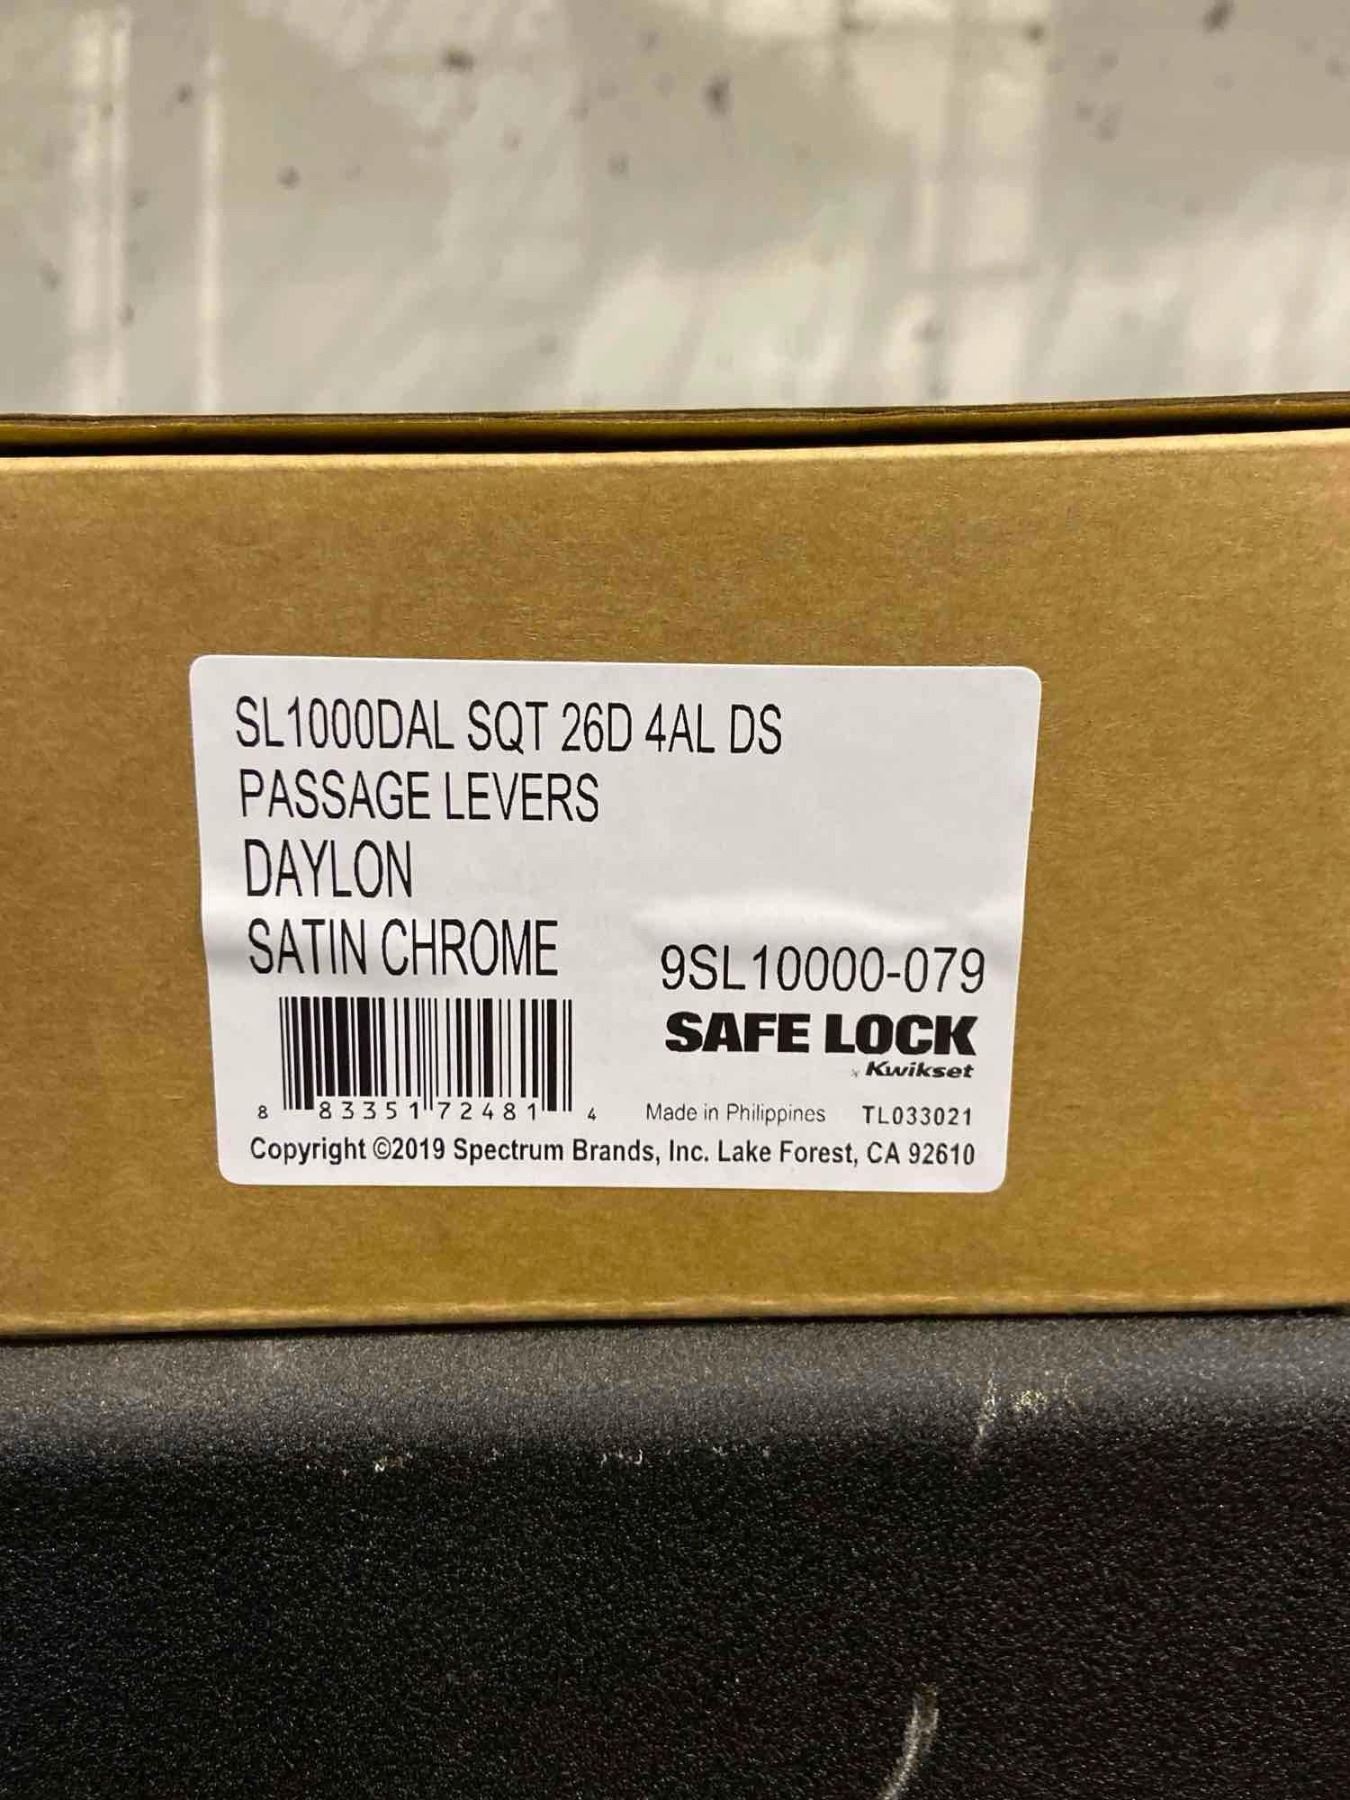 SL1000DAL SQT 26D 4AL DS
PASSAGE LEVERS
DAYLON
SATIN CHROME
9SL10000-079
SAFE LOCK
by Kwikset
8 83351 72481 4
Made in Philippines TL033021
Copyright ©2019 Spectrum Brands, Inc. Lake Forest, CA 92610